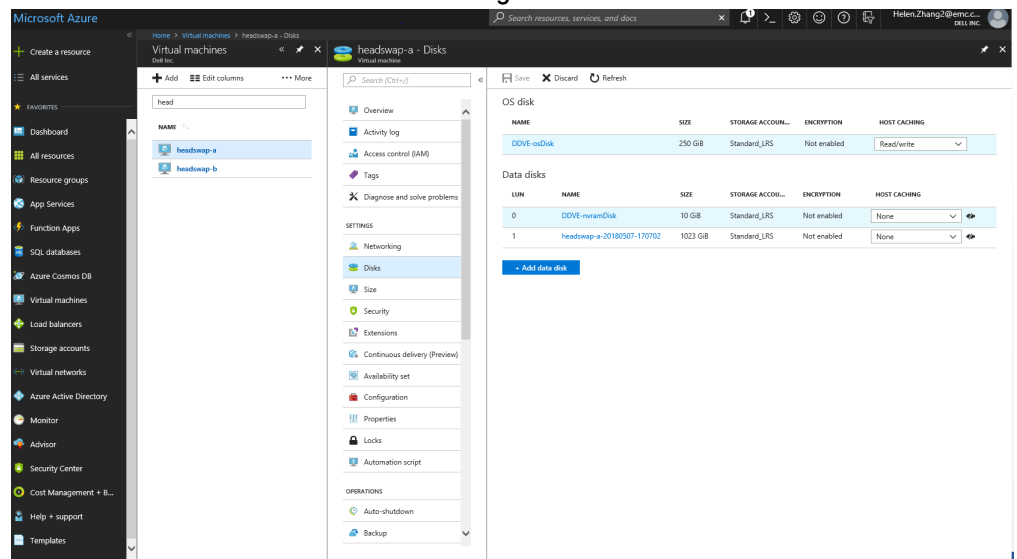 Microsoft Azure
Search resources, services, and docs
Helen.Zhang2@emc.c...
DELL INC.
Create a resource
All services
FAVORITES
Dashboard
All resources
Resource groups
App Services
Function Apps
SQL databases
Azure Cosmos DB
Virtual machines
Load balancers
Storage accounts
Virtual networks
Azure Active Directory
Monitor
Advisor
Security Center
Cost Management + B...
Help + support
Templates
Home > Virtual machines > headswap-a - Disks
Virtual machines
Dell Inc.
Add
Edit columns
More
head
NAME
headswap-a
headswap-b
headswap-a - Disks
Virtual machine
Search (Ctrl+/)
Overview
Activity log
Access control (IAM)
Tags
Diagnose and solve problems
SETTINGS
Networking
Disks
Size
Security
Extensions
Continuous delivery (Preview)
Availability set
Configuration
Properties
Locks
Automation script
OPERATIONS
Auto-shutdown
Backup
Save Discard Refresh
OS disk
NAME SIZE STORAGE ACCOUN... ENCRYPTION HOST CACHING
DDVE-osDisk 250 GiB Standard_LRS Not enabled Read/write
Data disks
LUN NAME SIZE STORAGE ACCOU... ENCRYPTION HOST CACHING
0 DDVE-nvramDisk 10 GiB Standard_LRS Not enabled None
1 headswap-a-20180507-170702 1023 GiB Standard_LRS Not enabled None
+ Add data disk